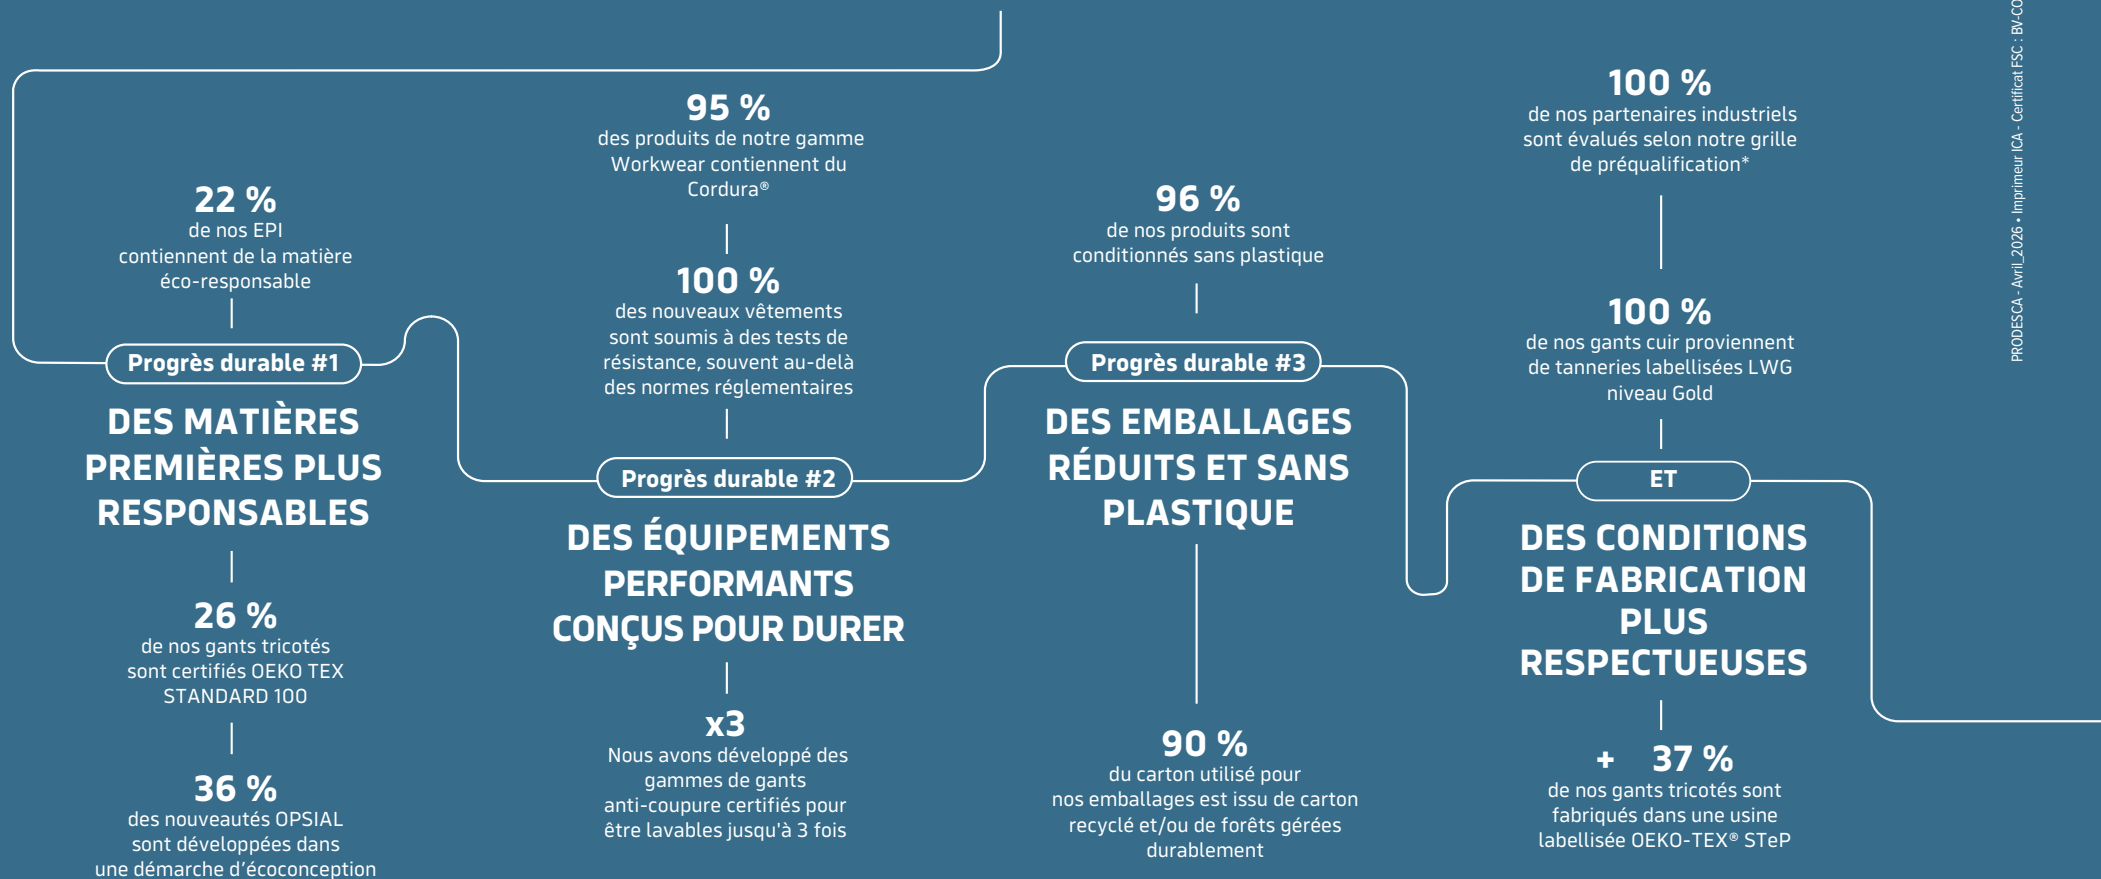 22 %
de nos EPI
contiennent de la matière
éco-responsable
Progrès durable #1
DES MATIÈRES
PREMIÈRES PLUS
RESPONSABLES
26 %
de nos gants tricotés
sont certifiés OEKO TEX
STANDARD 100
36 %
des nouveautés OPSIAL
sont développées dans
une démarche d’écoconception
95 %
des produits de notre gamme
Workwear contiennent du
Cordura®
100 %
des nouveaux vêtements
sont soumis à des tests de
résistance, souvent au-delà
des normes réglementaires
Progrès durable #2
DES ÉQUIPEMENTS
PERFORMANTS
CONÇUS POUR DURER
x3
Nous avons développé des
gammes de gants
anti-coupure certifiés pour
être lavables jusqu'à 3 fois
96 %
de nos produits sont
conditionnés sans plastique
Progrès durable #3
DES EMBALLAGES
RÉDUITS ET SANS
PLASTIQUE
90 %
du carton utilisé pour
nos emballages est issu de carton
recyclé et/ou de forêts gérées
durablement
100 %
de nos partenaires industriels
sont évalués selon notre grille
de préqualification*
100 %
de nos gants cuir proviennent
de tanneries labellisées LWG
niveau Gold
ET
DES CONDITIONS
DE FABRICATION
PLUS
RESPECTUEUSES
+ 37 %
de nos gants tricotés sont
fabriqués dans une usine
labellisée OEKO-TEX® STeP
PRODESCA - Avril_2026 • Imprimeur ICA - Certificat FSC : BV-CO